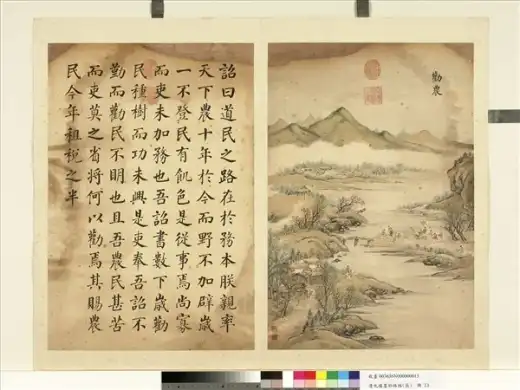 勸農
詔曰道民之路在於務本朕親率
天下農十年於今而野不加辟歲
一不登民有飢色是從事焉尚寡
而吏未加務也吾詔書數下歲勸
民種樹而功未興是吏奉吾詔不
勤而勸民不明也且吾農民甚苦
而吏莫之省將何以勸焉其賜農
民今年租稅之半